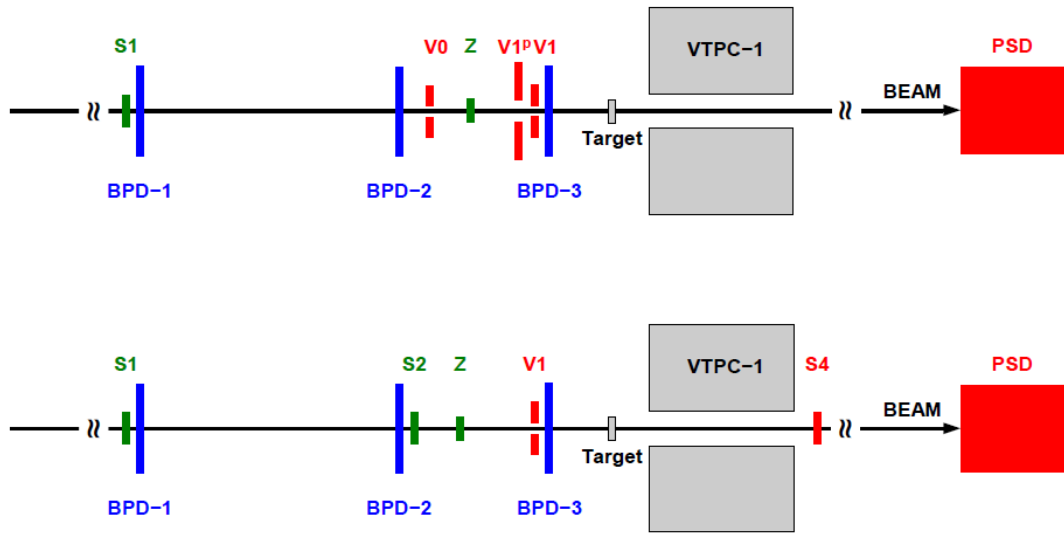 S1 V0 Z V1ᵖ V1 VTPC−1 PSD
BEAM
Target
BPD−1 BPD−2 BPD−3
S1 S2 Z V1 VTPC−1 S4 PSD
BEAM
Target
BPD−1 BPD−2 BPD−3